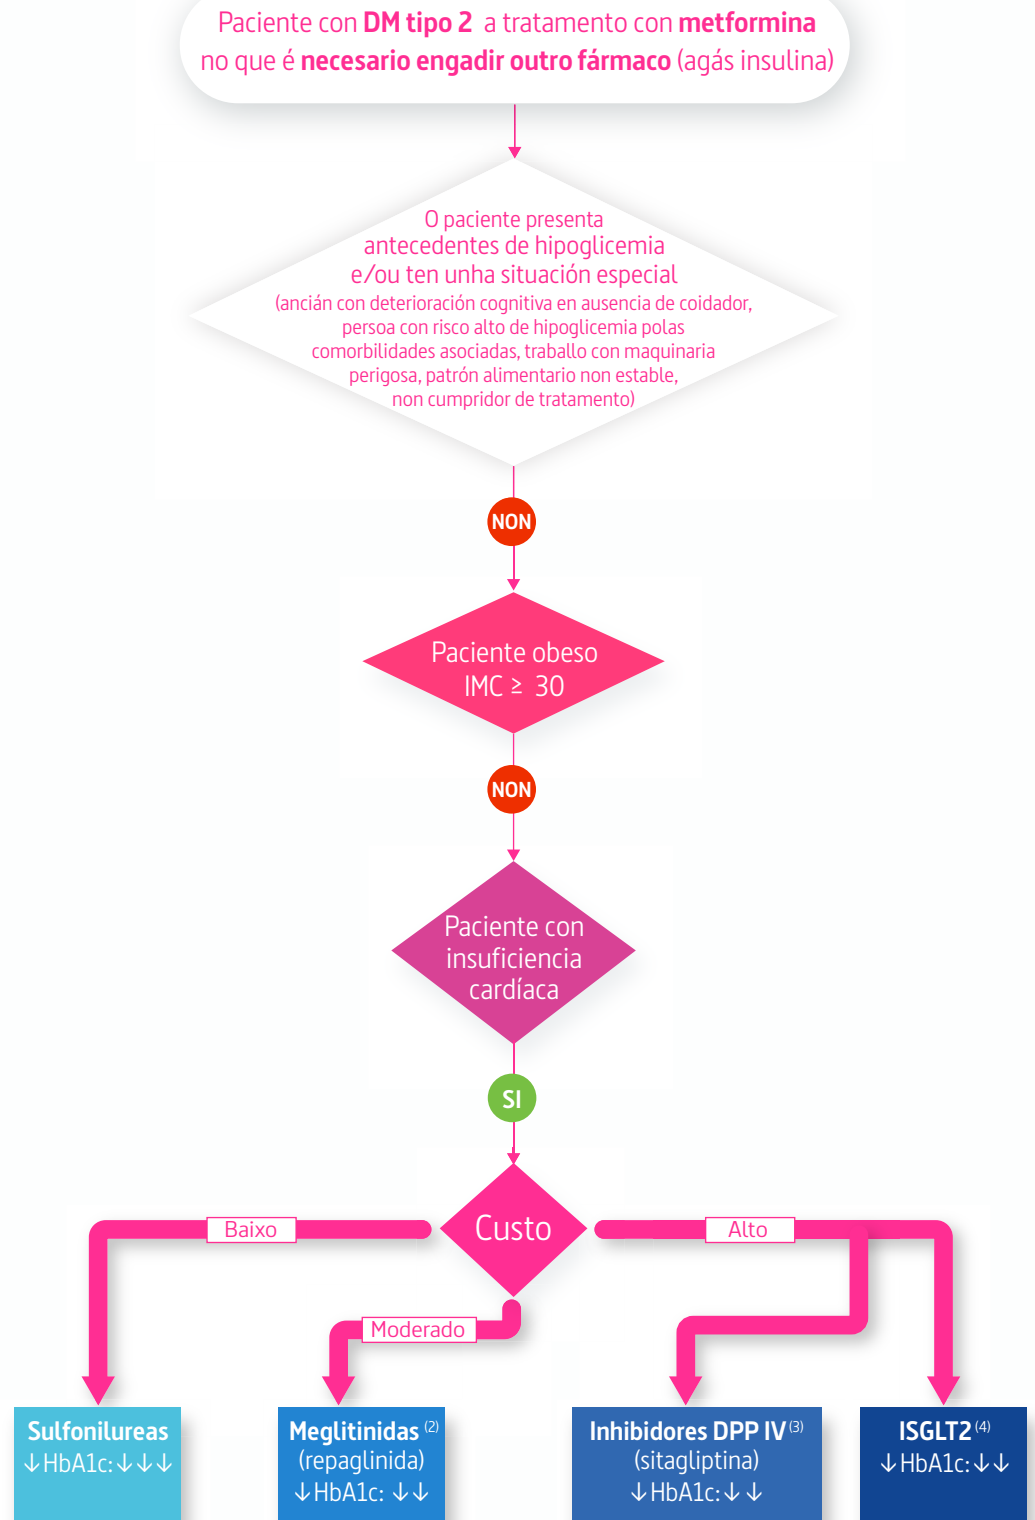 Paciente con DM tipo 2 a tratamento con metformina
no que é necesario engadir outro fármaco (agás insulina)
O paciente presenta
antecedentes de hipoglicemia
e/ou ten unha situación especial
(ancián con deterioración cognitiva en ausencia de coidador,
persoa con risco alto de hipoglicemia polas
comorbilidades asociadas, traballo con maquinaria
perigosa, patrón alimentario non estable,
non cumpridor de tratamento)
NON
Paciente obeso
IMC ≥ 30
NON
Paciente con
insuficiencia
cardíaca
SI
Custo
Baixo
Alto
Moderado
Sulfonilureas
↓HbA1c:↓↓↓
Meglitinidas (2)
(repaglinida)
↓HbA1c: ↓↓
Inhibidores DPP IV (3)
(sitagliptina)
↓HbA1c:↓↓
ISGLT2 (4)
↓HbA1c:↓↓